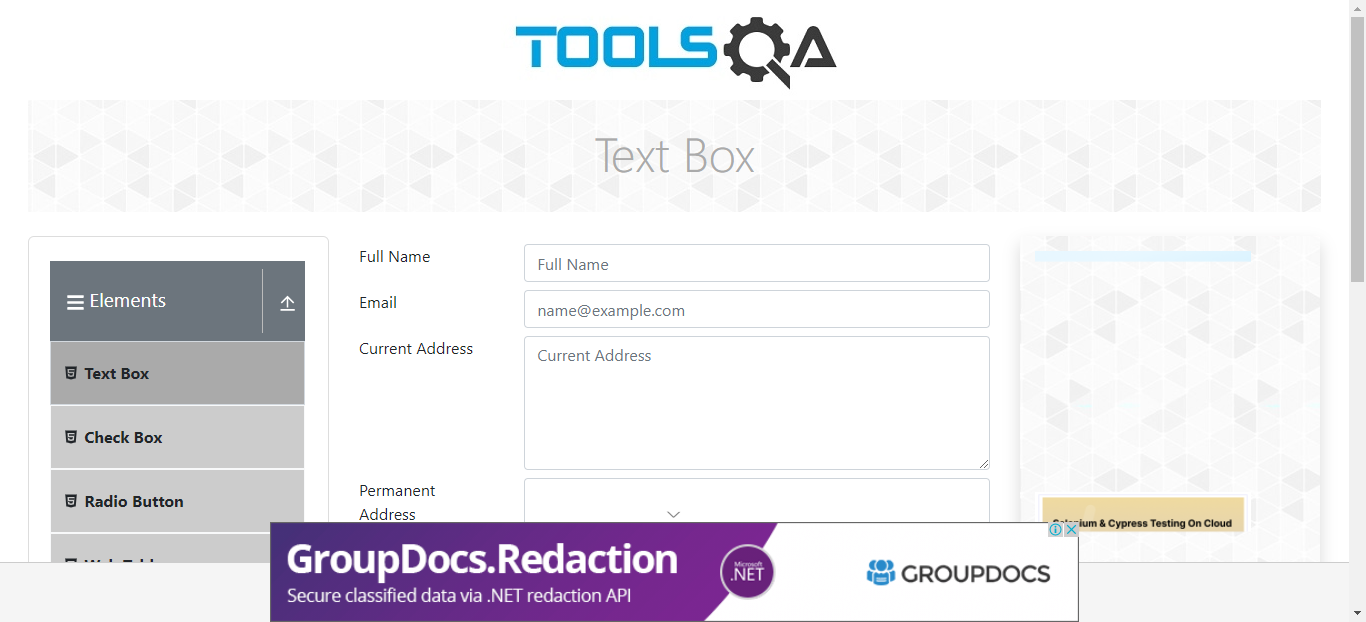 TOOLSQA
Text Box
Elements
Text Box
Check Box
Radio Button
Full Name
Full Name
Email
name@example.com
Current Address
Current Address
Permanent
Address
Selenium & Cypress Testing On Cloud
GroupDocs.Redaction
Secure classified data via .NET redaction API
Microsoft
.NET
GROUPDOCS